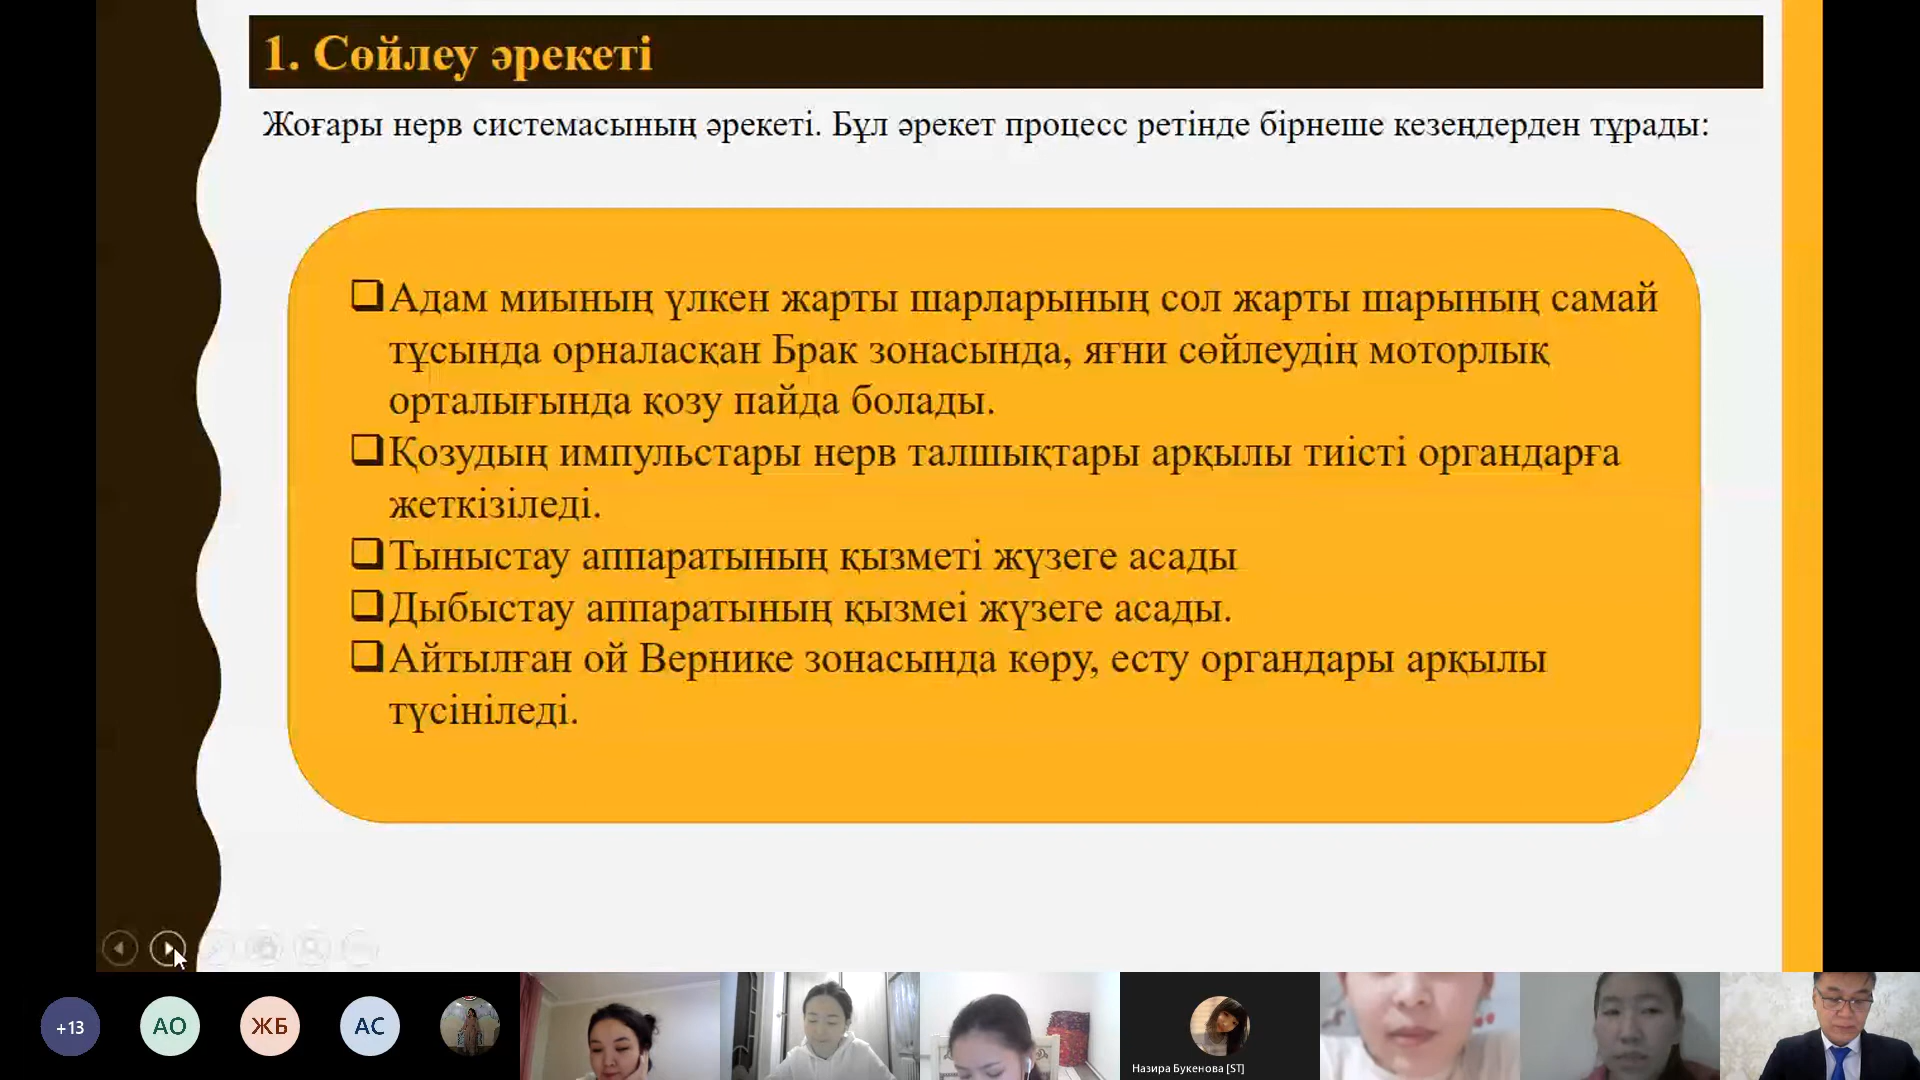 1. Сөйлеу әрекеті
Жоғары нерв системасының әрекеті. Бұл әрекет процесс ретінде бірнеше кезеңдерден тұрады:
Адам миының үлкен жарты шарларының сол жарты шарының самай
тұсында орналасқан Брак зонасында, яғни сөйлеудің моторлық
орталығында қозу пайда болады.
Қозудың импульстары нерв талшықтары арқылы тиісті органдарға
жеткізіледі.
Тыныстау аппаратының қызметі жүзеге асады
Дыбыстау аппаратының қызмеі жүзеге асады.
Айтылған ой Вернике зонасында көру, есту органдары арқылы
түсініледі.
+13
АО
ЖБ
АС
Назира Букенова [ST]